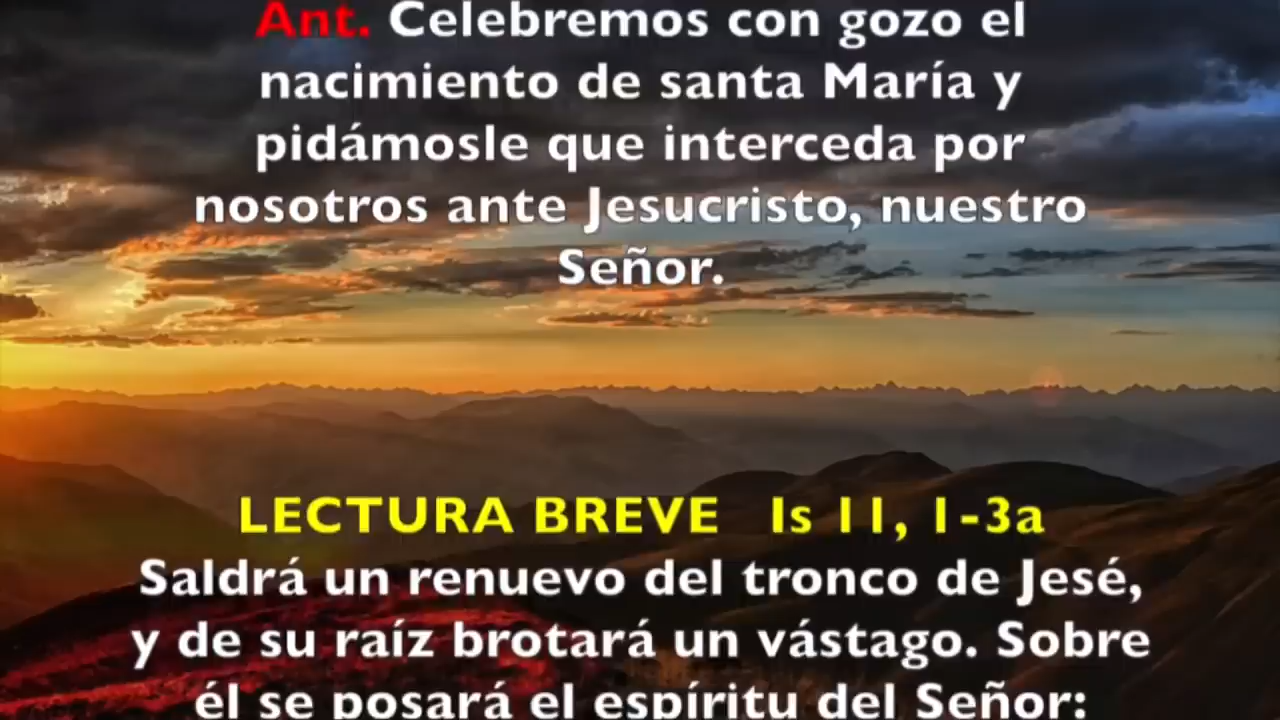 Ant. Celebremos con gozo el
nacimiento de santa María y
pidámosle que interceda por
nosotros ante Jesucristo, nuestro
Señor.
LECTURA BREVE Is 11, 1-3a
Saldrá un renuevo del tronco de Jesé,
y de su raíz brotará un vástago. Sobre
él se posará el espíritu del Señor: